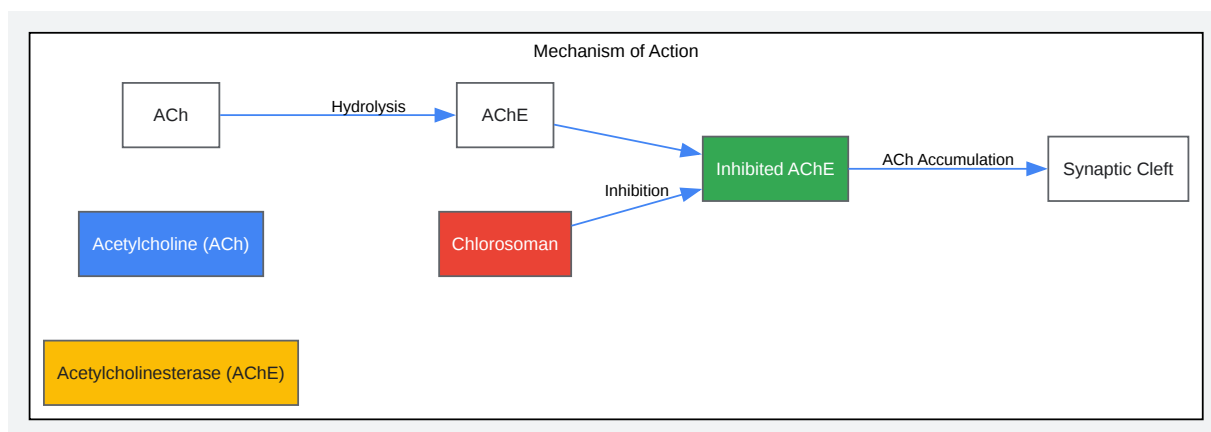 Mechanism of Action
ACh
Hydrolysis
AChE
Inhibited AChE
ACh Accumulation
Synaptic Cleft
Inhibition
Acetylcholine (ACh)
Chlorosoman
Acetylcholinesterase (AChE)